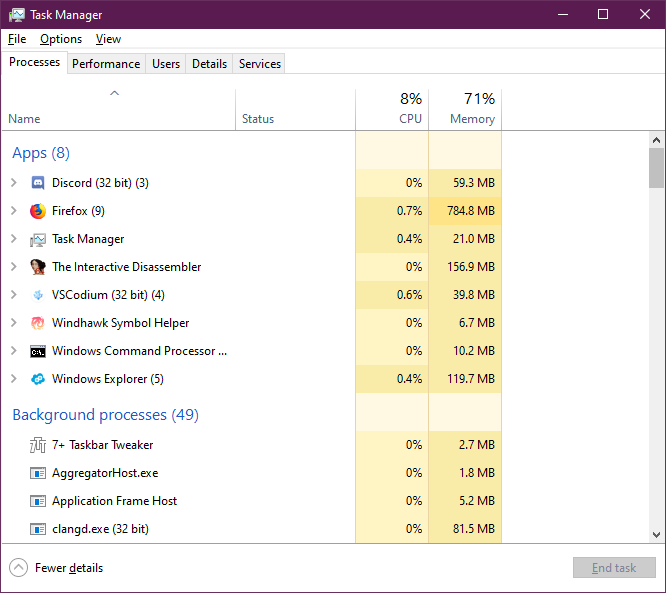 Task Manager
File Options View
Processes Performance Users Details Services
8% 71%
Name Status CPU Memory
Apps (8)
Discord (32 bit) (3) 0% 59.3 MB
Firefox (9) 0.7% 784.8 MB
Task Manager 0.4% 21.0 MB
The Interactive Disassembler 0% 156.9 MB
VSCodium (32 bit) (4) 0.6% 39.8 MB
Windhawk Symbol Helper 0% 6.7 MB
Windows Command Processor ... 0% 10.2 MB
Windows Explorer (5) 0.4% 119.7 MB
Background processes (49)
7+ Taskbar Tweaker 0% 2.7 MB
AggregatorHost.exe 0% 1.8 MB
Application Frame Host 0% 5.2 MB
clangd.exe (32 bit) 0% 81.5 MB
Fewer details End task